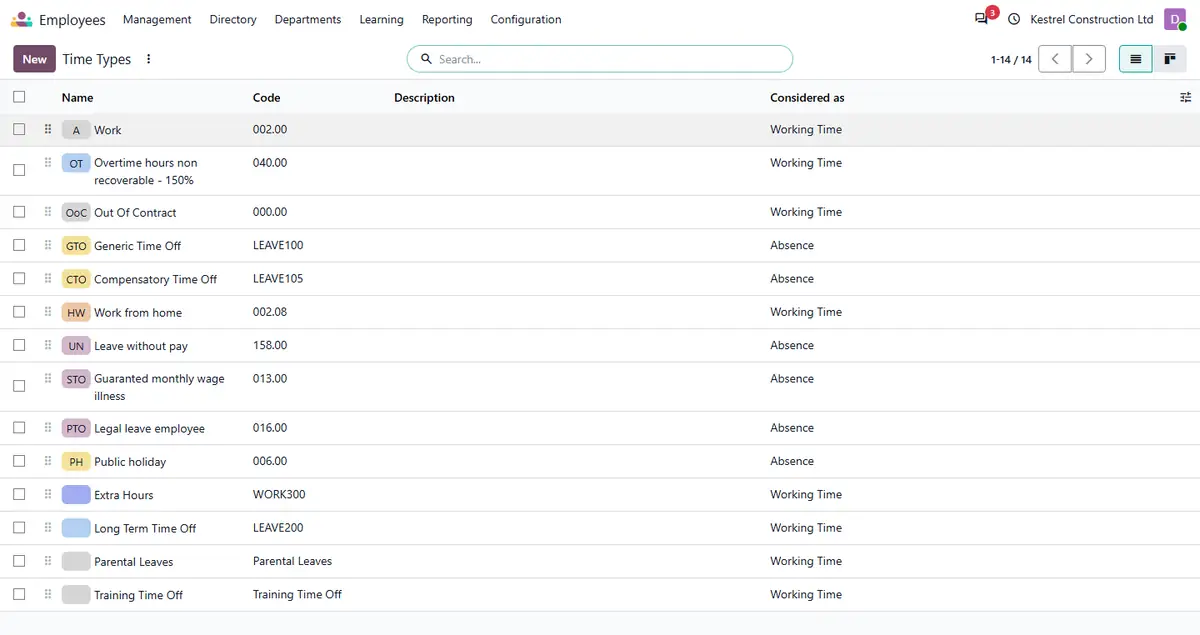 Employees Management Directory Departments Learning Reporting Configuration 3 Kestrel Construction Ltd D
New Time Types Search... 1-14 / 14
Name Code Description Considered as
A Work 002.00 Working Time
OT Overtime hours non recoverable - 150% 040.00 Working Time
OoC Out Of Contract 000.00 Working Time
GTO Generic Time Off LEAVE100 Absence
CTO Compensatory Time Off LEAVE105 Absence
HW Work from home 002.08 Working Time
UN Leave without pay 158.00 Absence
STO Guaranted monthly wage illness 013.00 Absence
PTO Legal leave employee 016.00 Absence
PH Public holiday 006.00 Absence
Extra Hours WORK300 Working Time
Long Term Time Off LEAVE200 Working Time
Parental Leaves Parental Leaves Working Time
Training Time Off Training Time Off Working Time